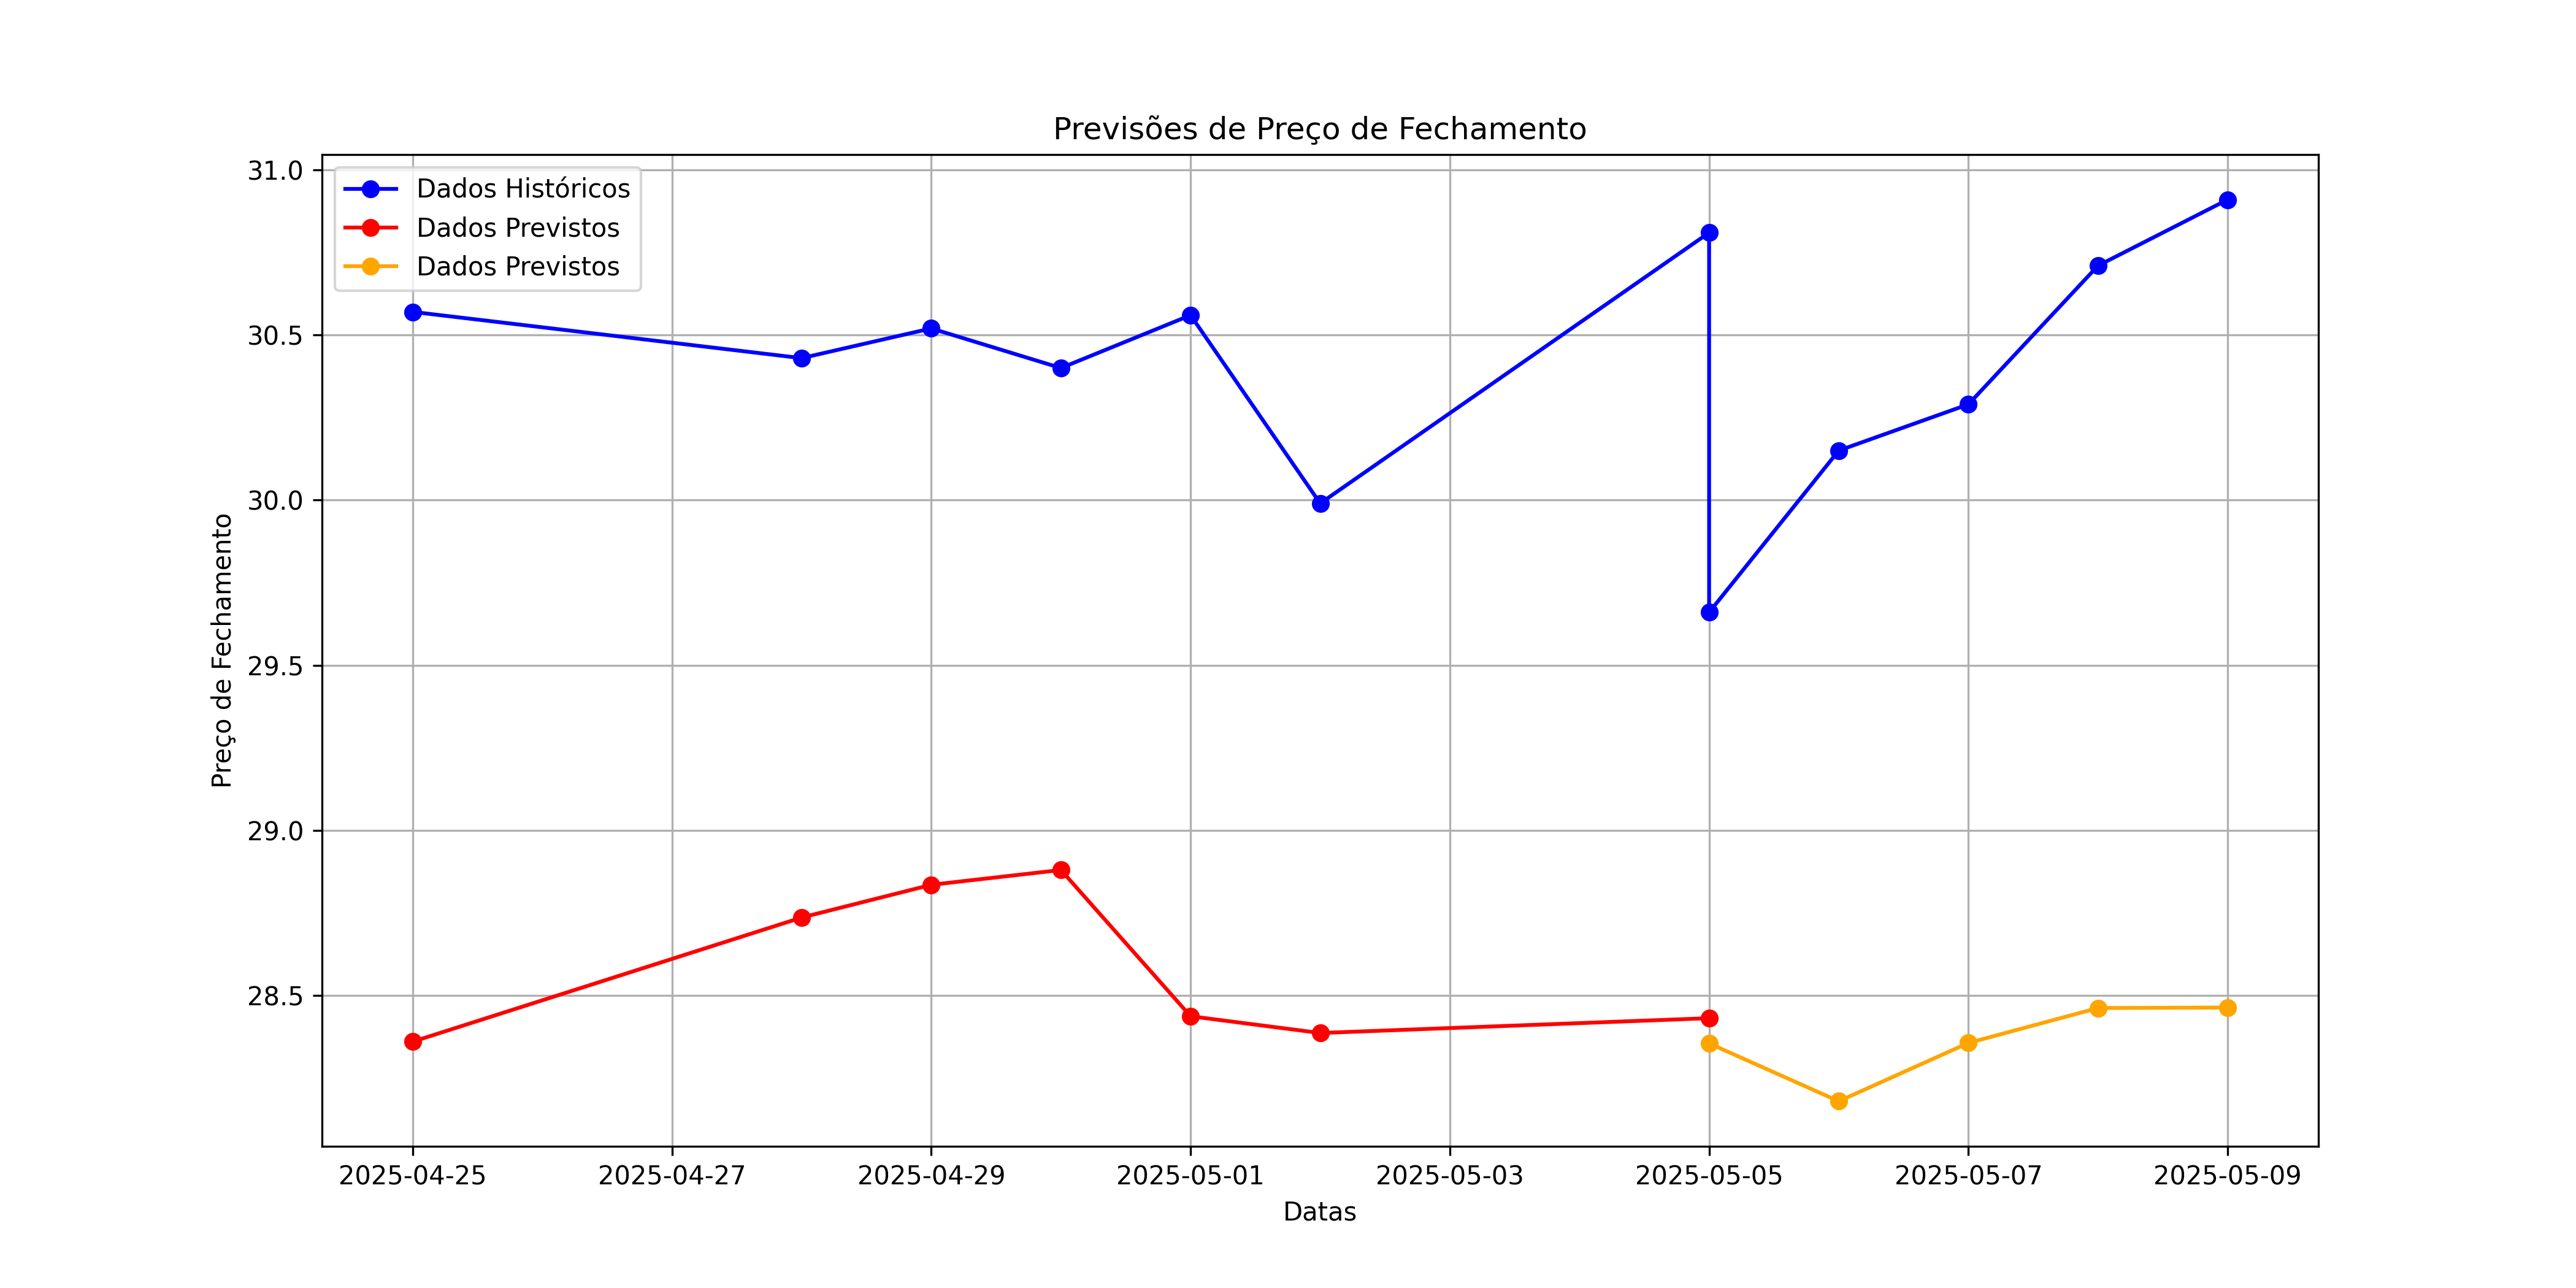 Previsões de Preço de Fechamento
Dados Históricos
Dados Previstos
Dados Previstos
Preço de Fechamento
31.0
30.5
30.0
29.5
29.0
28.5
2025-04-25 2025-04-27 2025-04-29 2025-05-01 2025-05-03 2025-05-05 2025-05-07 2025-05-09
Datas